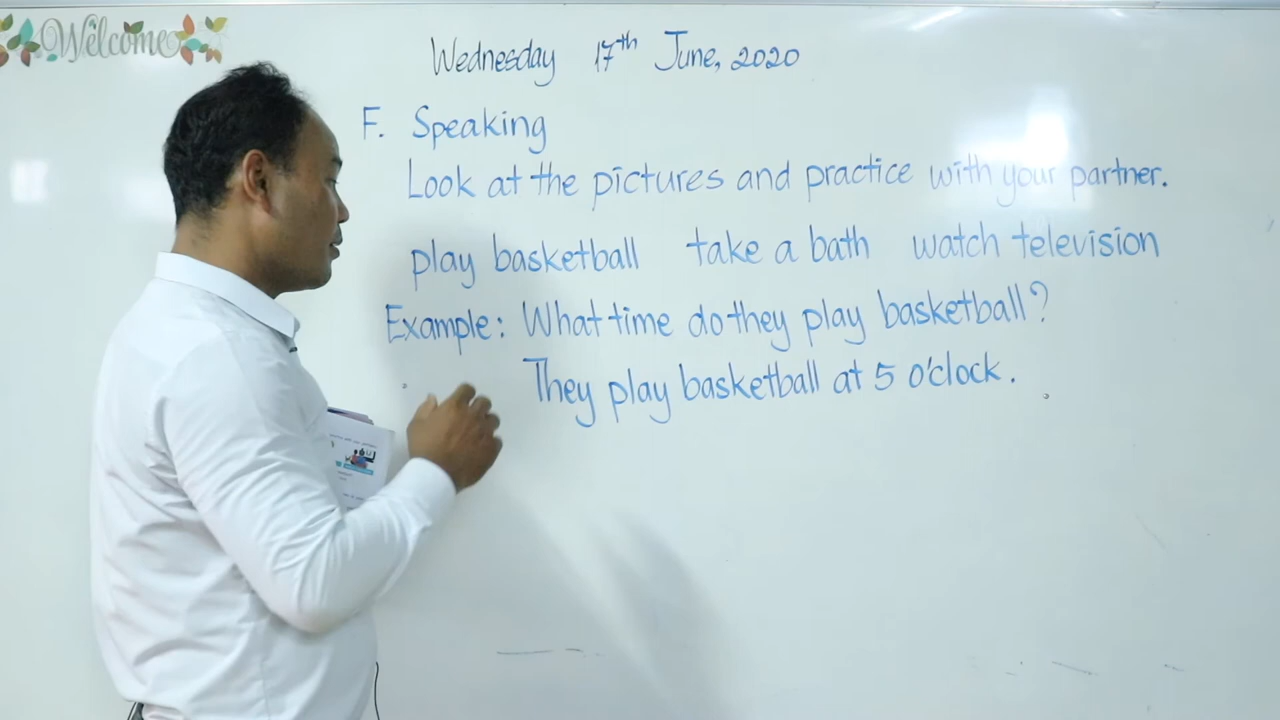 Welcome
Wednesday 17th June, 2020
F. Speaking
Look at the pictures and practice with your partner.
play basketball take a bath watch television
Example: What time do they play basketball?
They play basketball at 5 o'clock.